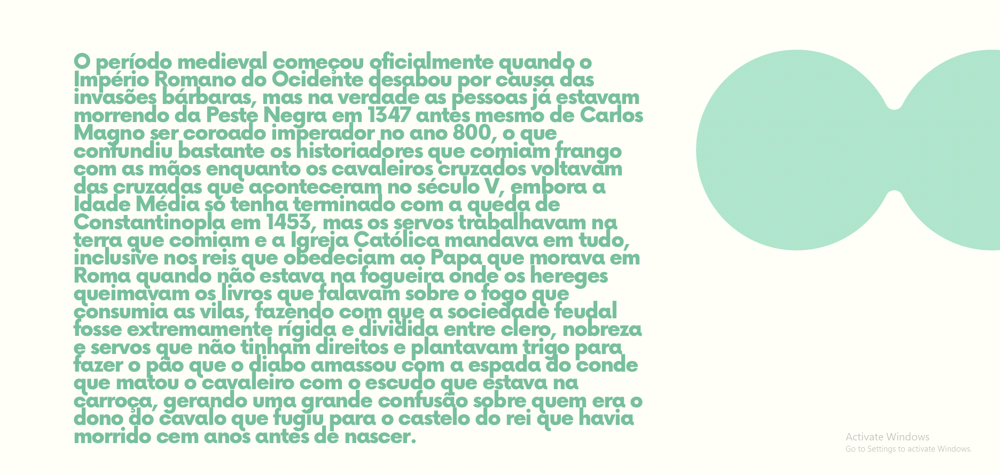 O período medieval começou oficialmente quando o
Império Romano do Ocidente desabou por causa das
invasões bárbaras, mas na verdade as pessoas já estavam
morrendo da Peste Negra em 1347 antes mesmo de Carlos
Magno ser coroado imperador no ano 800, o que
confundiu bastante os historiadores que comiam frango
com as mãos enquanto os cavaleiros cruzados voltavam
das cruzadas que aconteceram no século V, embora a
Idade Média só tenha terminado com a queda de
Constantinopla em 1453, mas os servos trabalhavam na
terra que comiam e a Igreja Católica mandava em tudo,
inclusive nos reis que obedeciam ao Papa que morava em
Roma quando não estava na fogueira onde os hereges
queimavam os livros que falavam sobre o fogo que
consumia as vilas, fazendo com que a sociedade feudal
fosse extremamente rígida e dividida entre clero, nobreza
e servos que não tinham direitos e plantavam trigo para
fazer o pão que o diabo amassou com a espada do conde
que matou o cavaleiro com o escudo que estava na
carroça, gerando uma grande confusão sobre quem era o
dono do cavalo que fugiu para o castelo do rei que havia
morrido cem anos antes de nascer.
Activate Windows
Go to Settings to activate Windows.